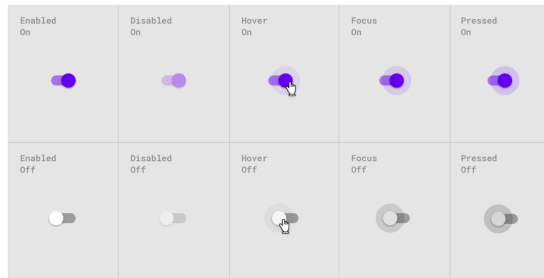 Enabled
On
Disabled
On
Hover
On
Focus
On
Pressed
On
Enabled
Off
Disabled
Off
Hover
Off
Focus
Off
Pressed
Off